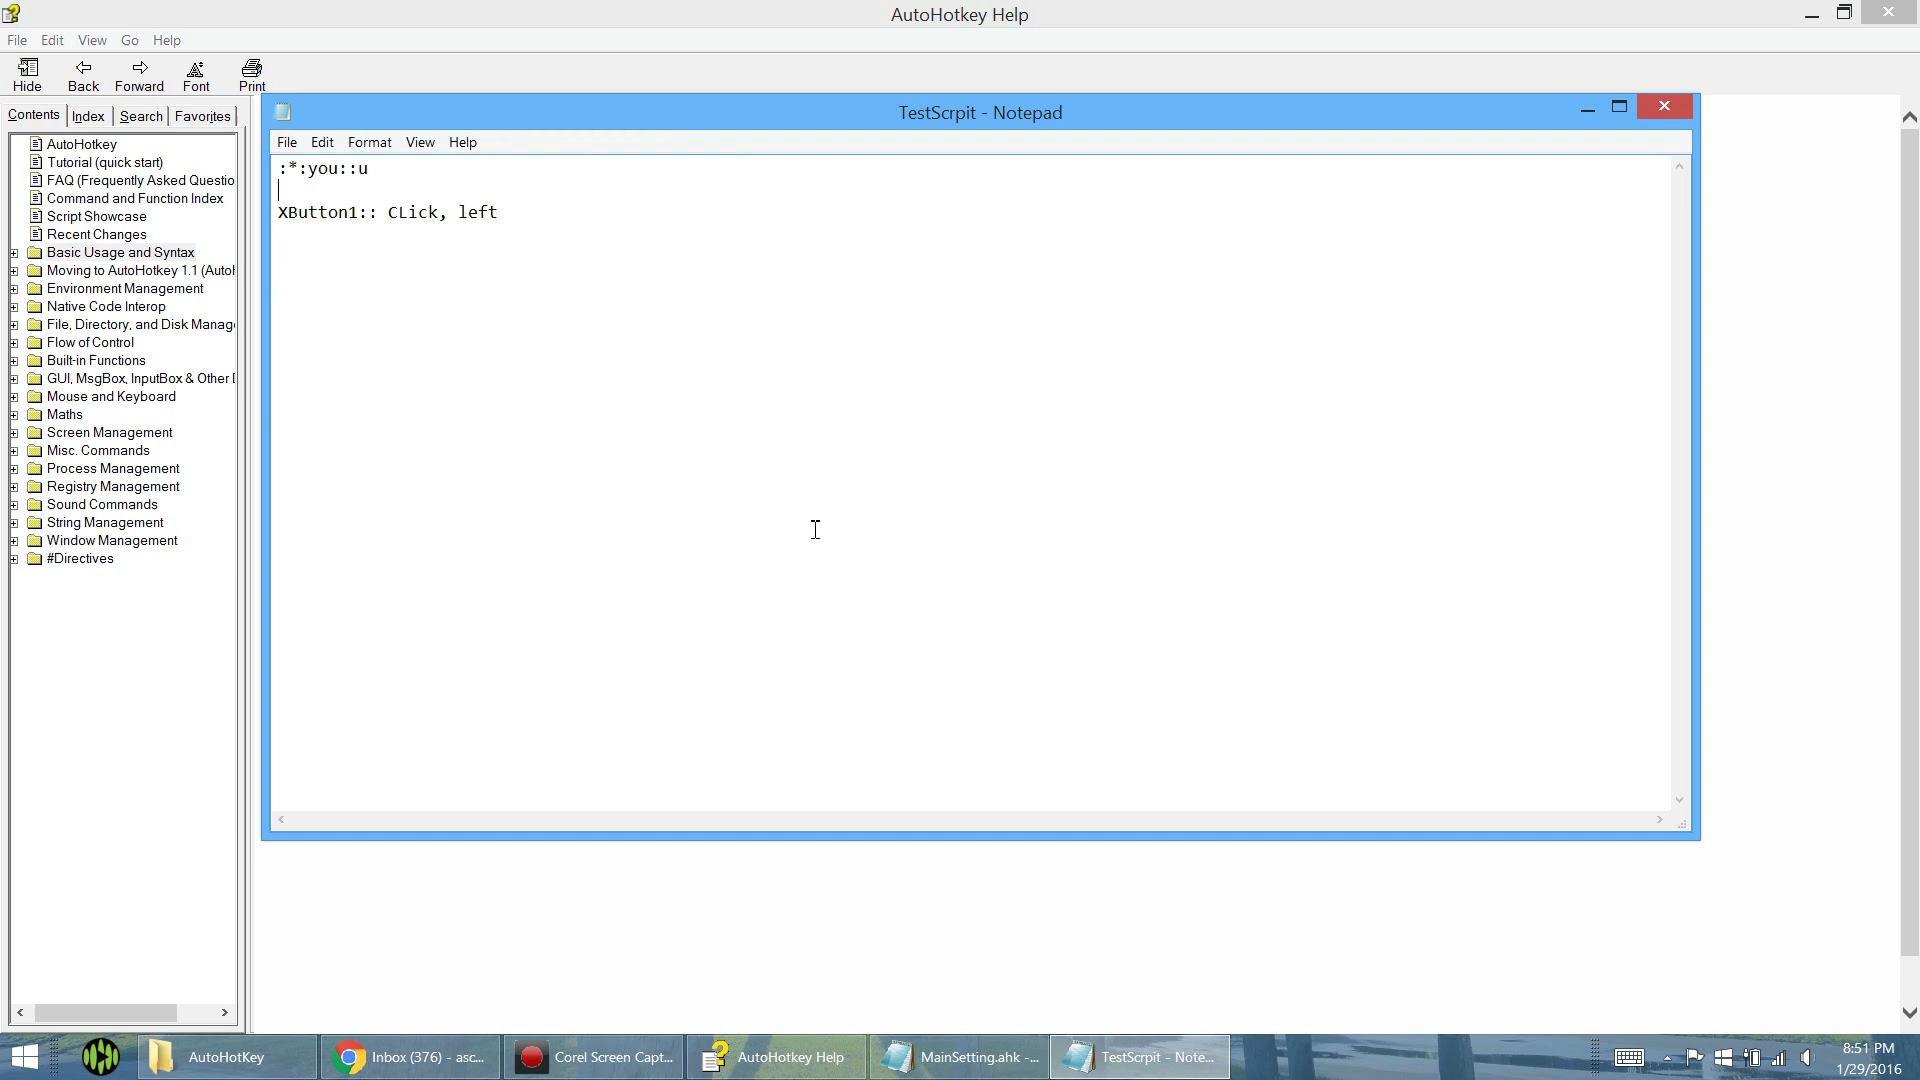 AutoHotkey Help
File Edit View Go Help
Hide Back Forward Font Print
Contents Index Search Favorites
AutoHotkey
Tutorial (quick start)
FAQ (Frequently Asked Questio
Command and Function Index
Script Showcase
Recent Changes
Basic Usage and Syntax
Moving to AutoHotkey 1.1 (AutoH
Environment Management
Native Code Interop
File, Directory, and Disk Manag
Flow of Control
Built-in Functions
GUI, MsgBox, InputBox & Other D
Mouse and Keyboard
Maths
Screen Management
Misc. Commands
Process Management
Registry Management
Sound Commands
String Management
Window Management
#Directives
TestScrpit - Notepad
File Edit Format View Help
:*:you::u
XButton1:: CLick, left
AutoHotKey
Inbox (376) - asc...
Corel Screen Capt...
AutoHotkey Help
MainSetting.ahk -...
TestScrpit - Note...
8:51 PM
1/29/2016